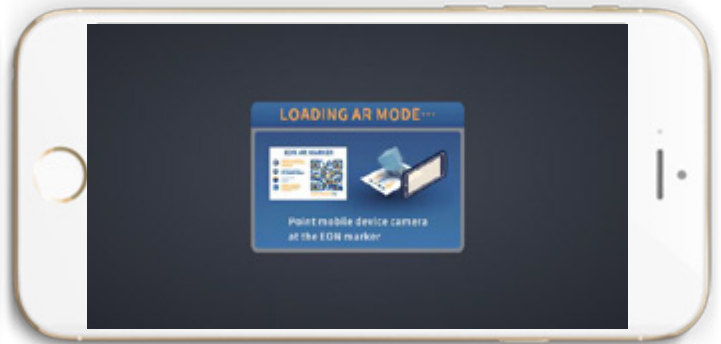 LOADING AR MODE...
EON AR MARKER
Point mobile device camera
at the EON marker